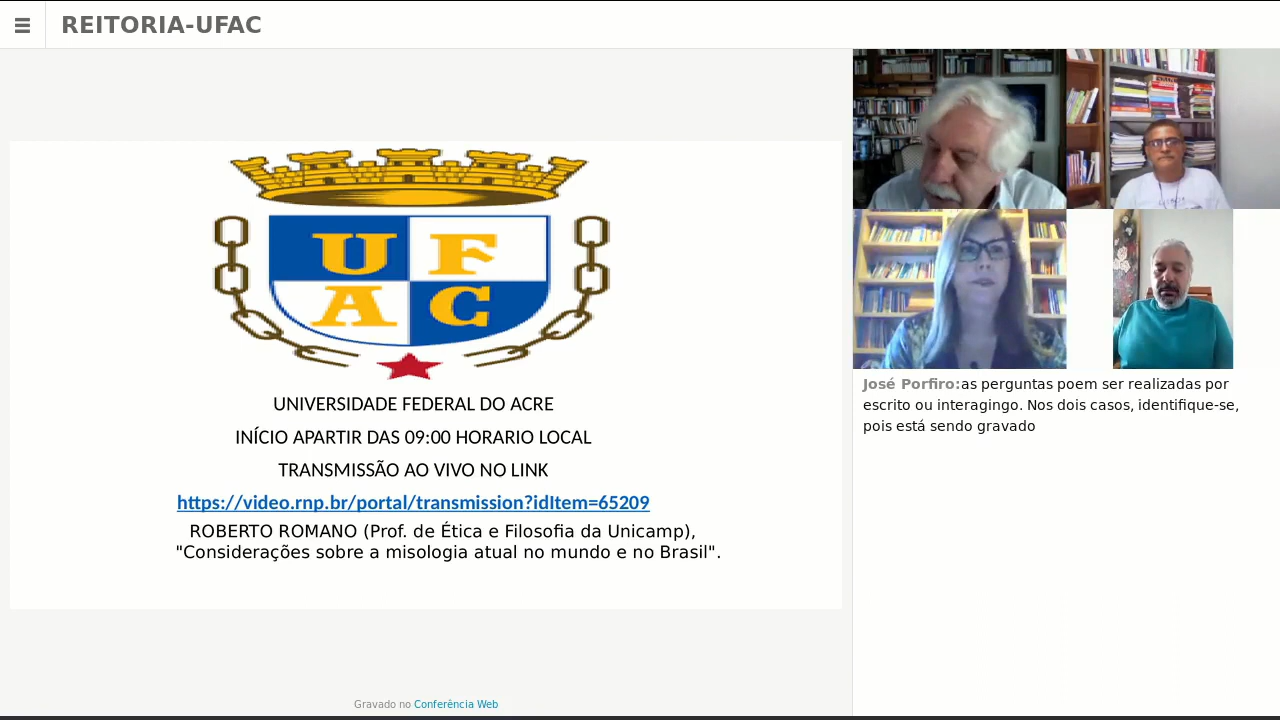 REITORIA-UFAC
U F
A C
UNIVERSIDADE FEDERAL DO ACRE
INÍCIO APARTIR DAS 09:00 HORARIO LOCAL
TRANSMISSÃO AO VIVO NO LINK
https://video.rnp.br/portal/transmission?idItem=65209
ROBERTO ROMANO (Prof. de Ética e Filosofia da Unicamp),
"Considerações sobre a misologia atual no mundo e no Brasil".
José Porfiro:as perguntas poem ser realizadas por
escrito ou interagingo. Nos dois casos, identifique-se,
pois está sendo gravado
Gravado no Conferência Web